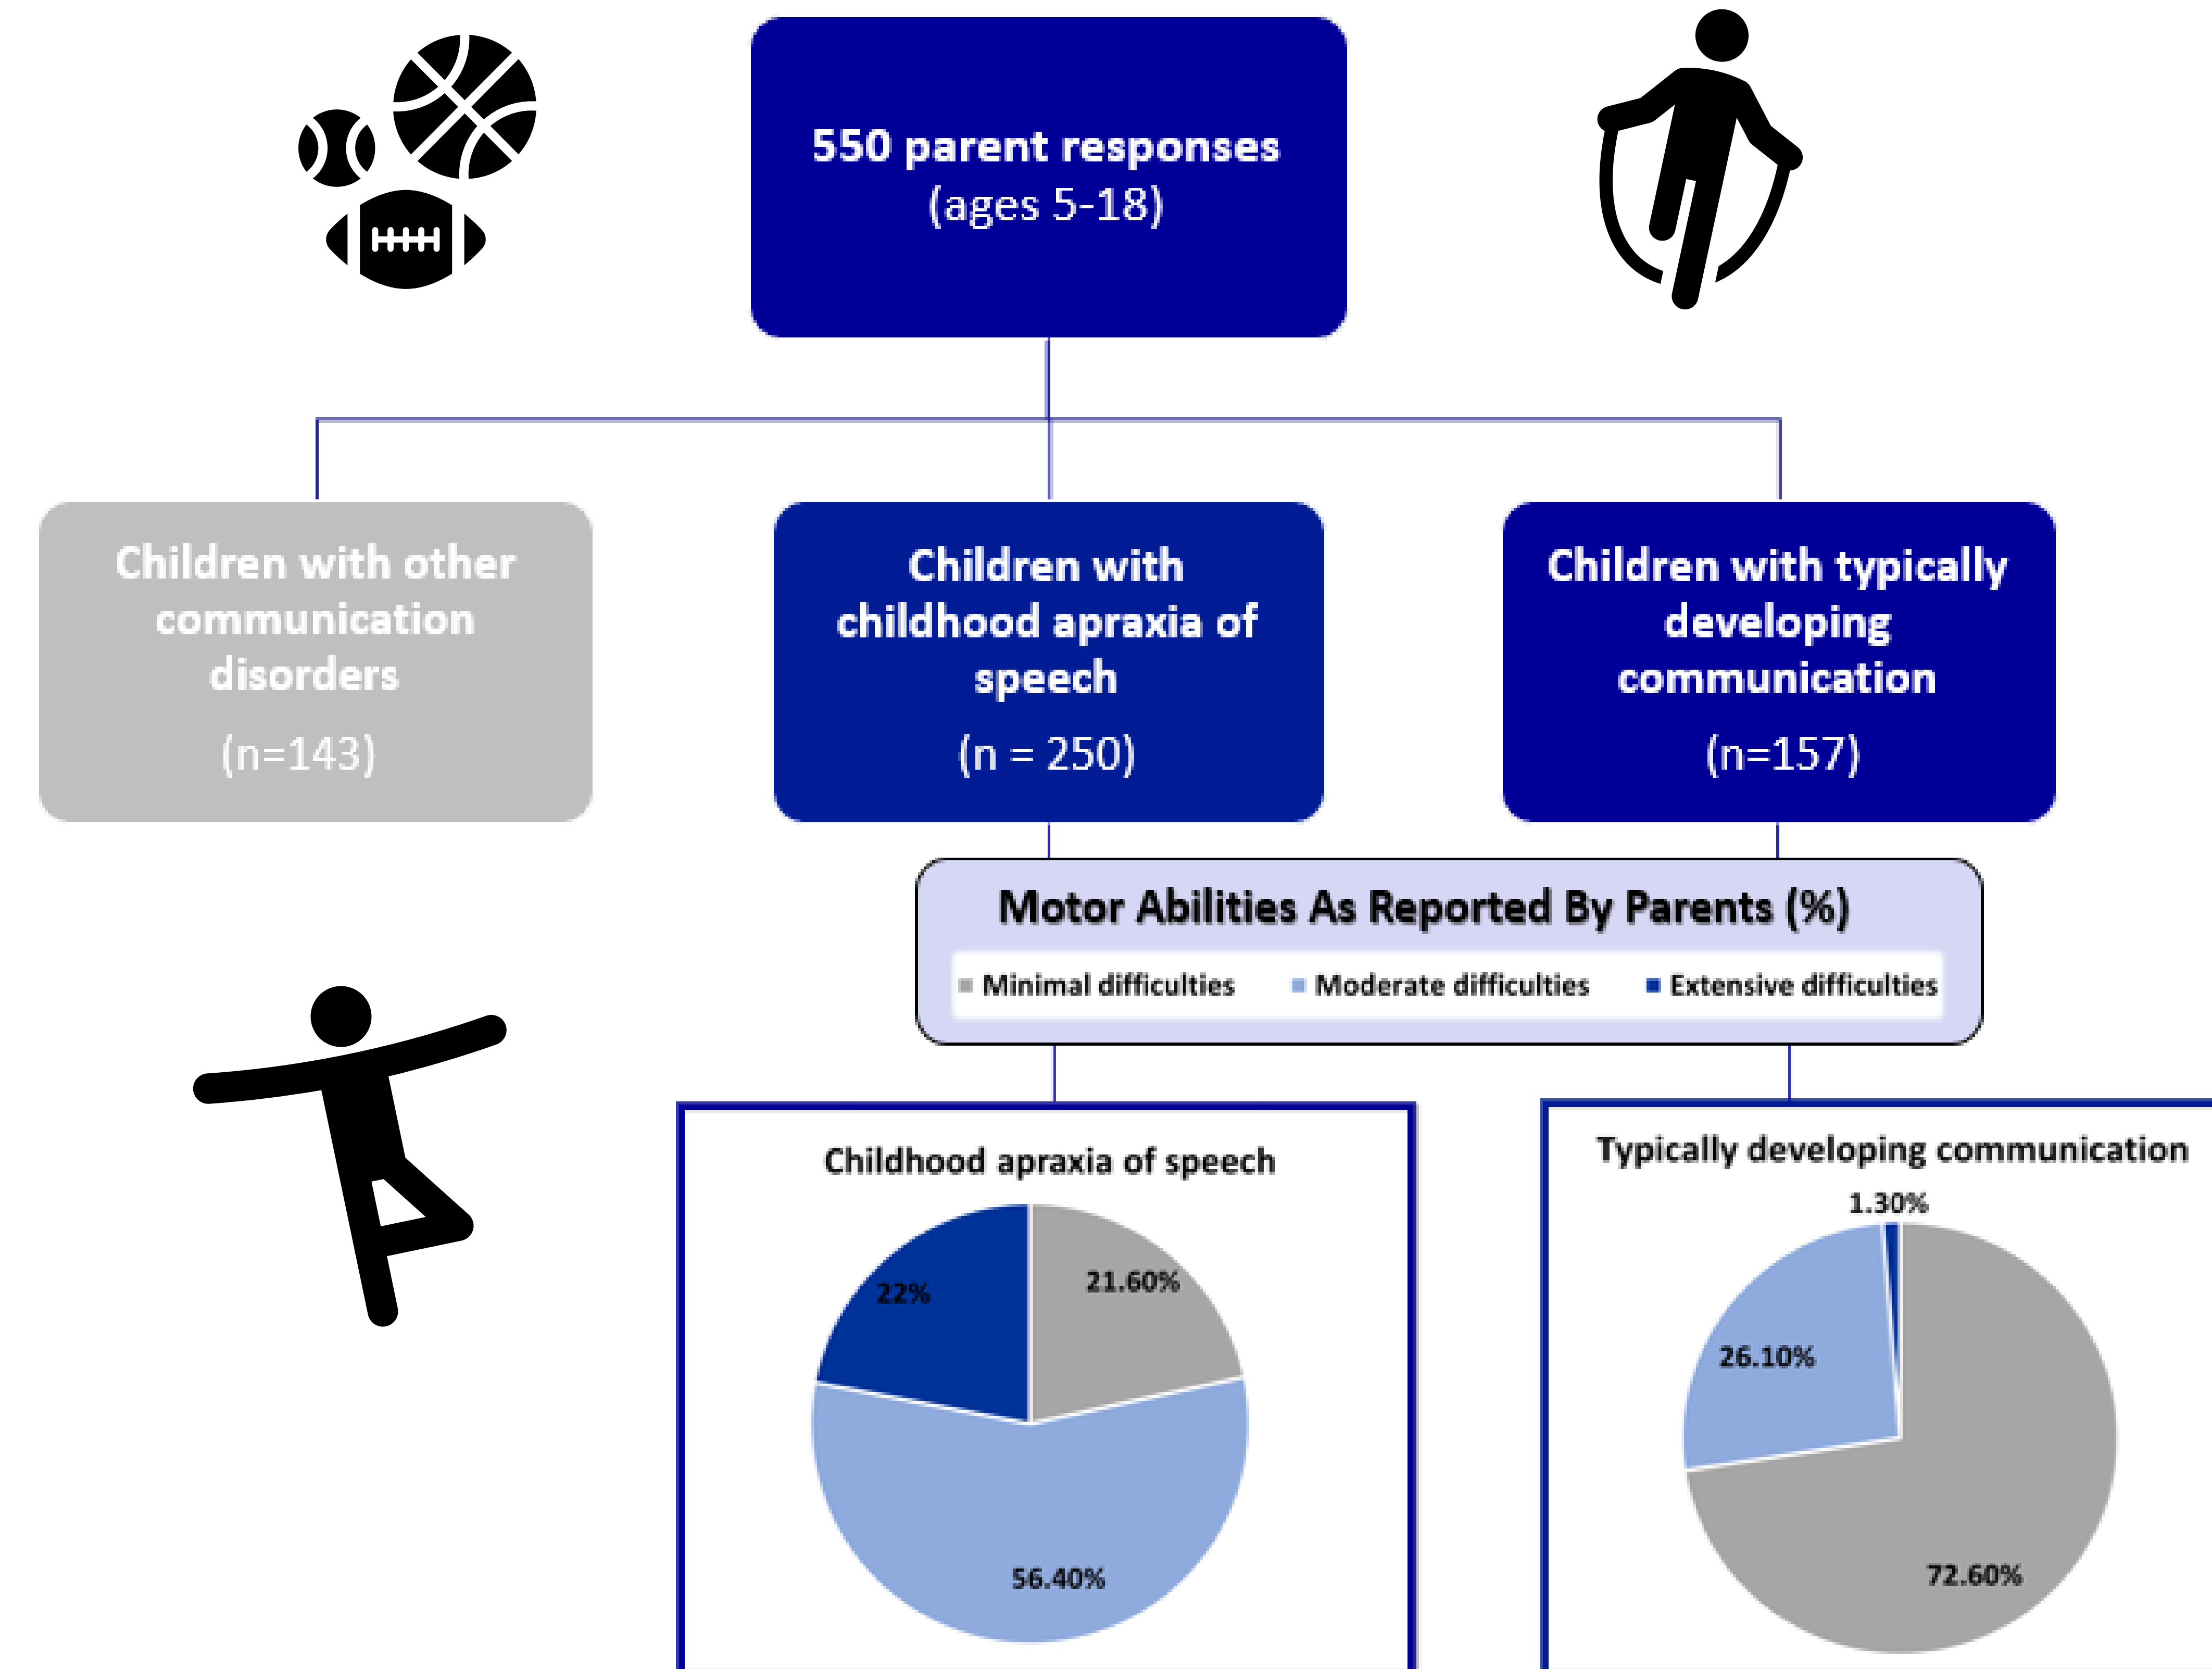 550 parent responses
(ages 5-18)
Children with other
communication
disorders
(n=143)
Children with
childhood apraxia of
speech
(n = 250)
Children with typically
developing
communication
(n=157)
Motor Abilities As Reported By Parents (%)
Minimal difficulties
Moderate difficulties
Extensive difficulties
Childhood apraxia of speech
22%
21.60%
56.40%
Typically developing communication
1.30%
26.10%
72.60%